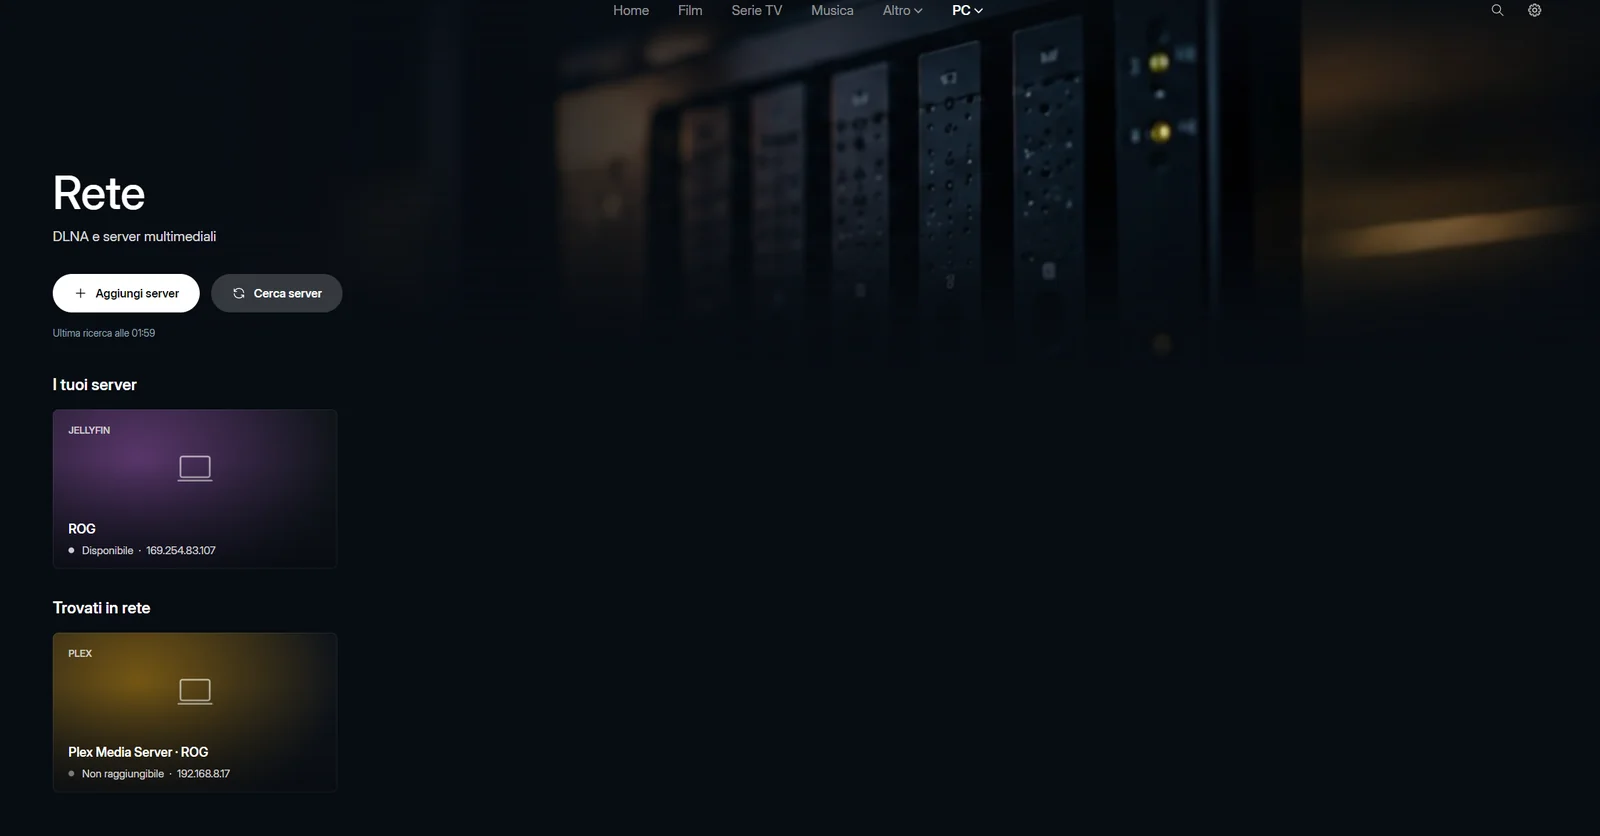 Home Film Serie TV Musica Altro PC
Rete
DLNA e server multimediali
Aggiungi server Cerca server
Ultima ricerca alle 01:59
I tuoi server
JELLYFIN
ROG
Disponibile · 169.254.83.107
Trovati in rete
PLEX
Plex Media Server · ROG
Non raggiungibile · 192.168.8.17